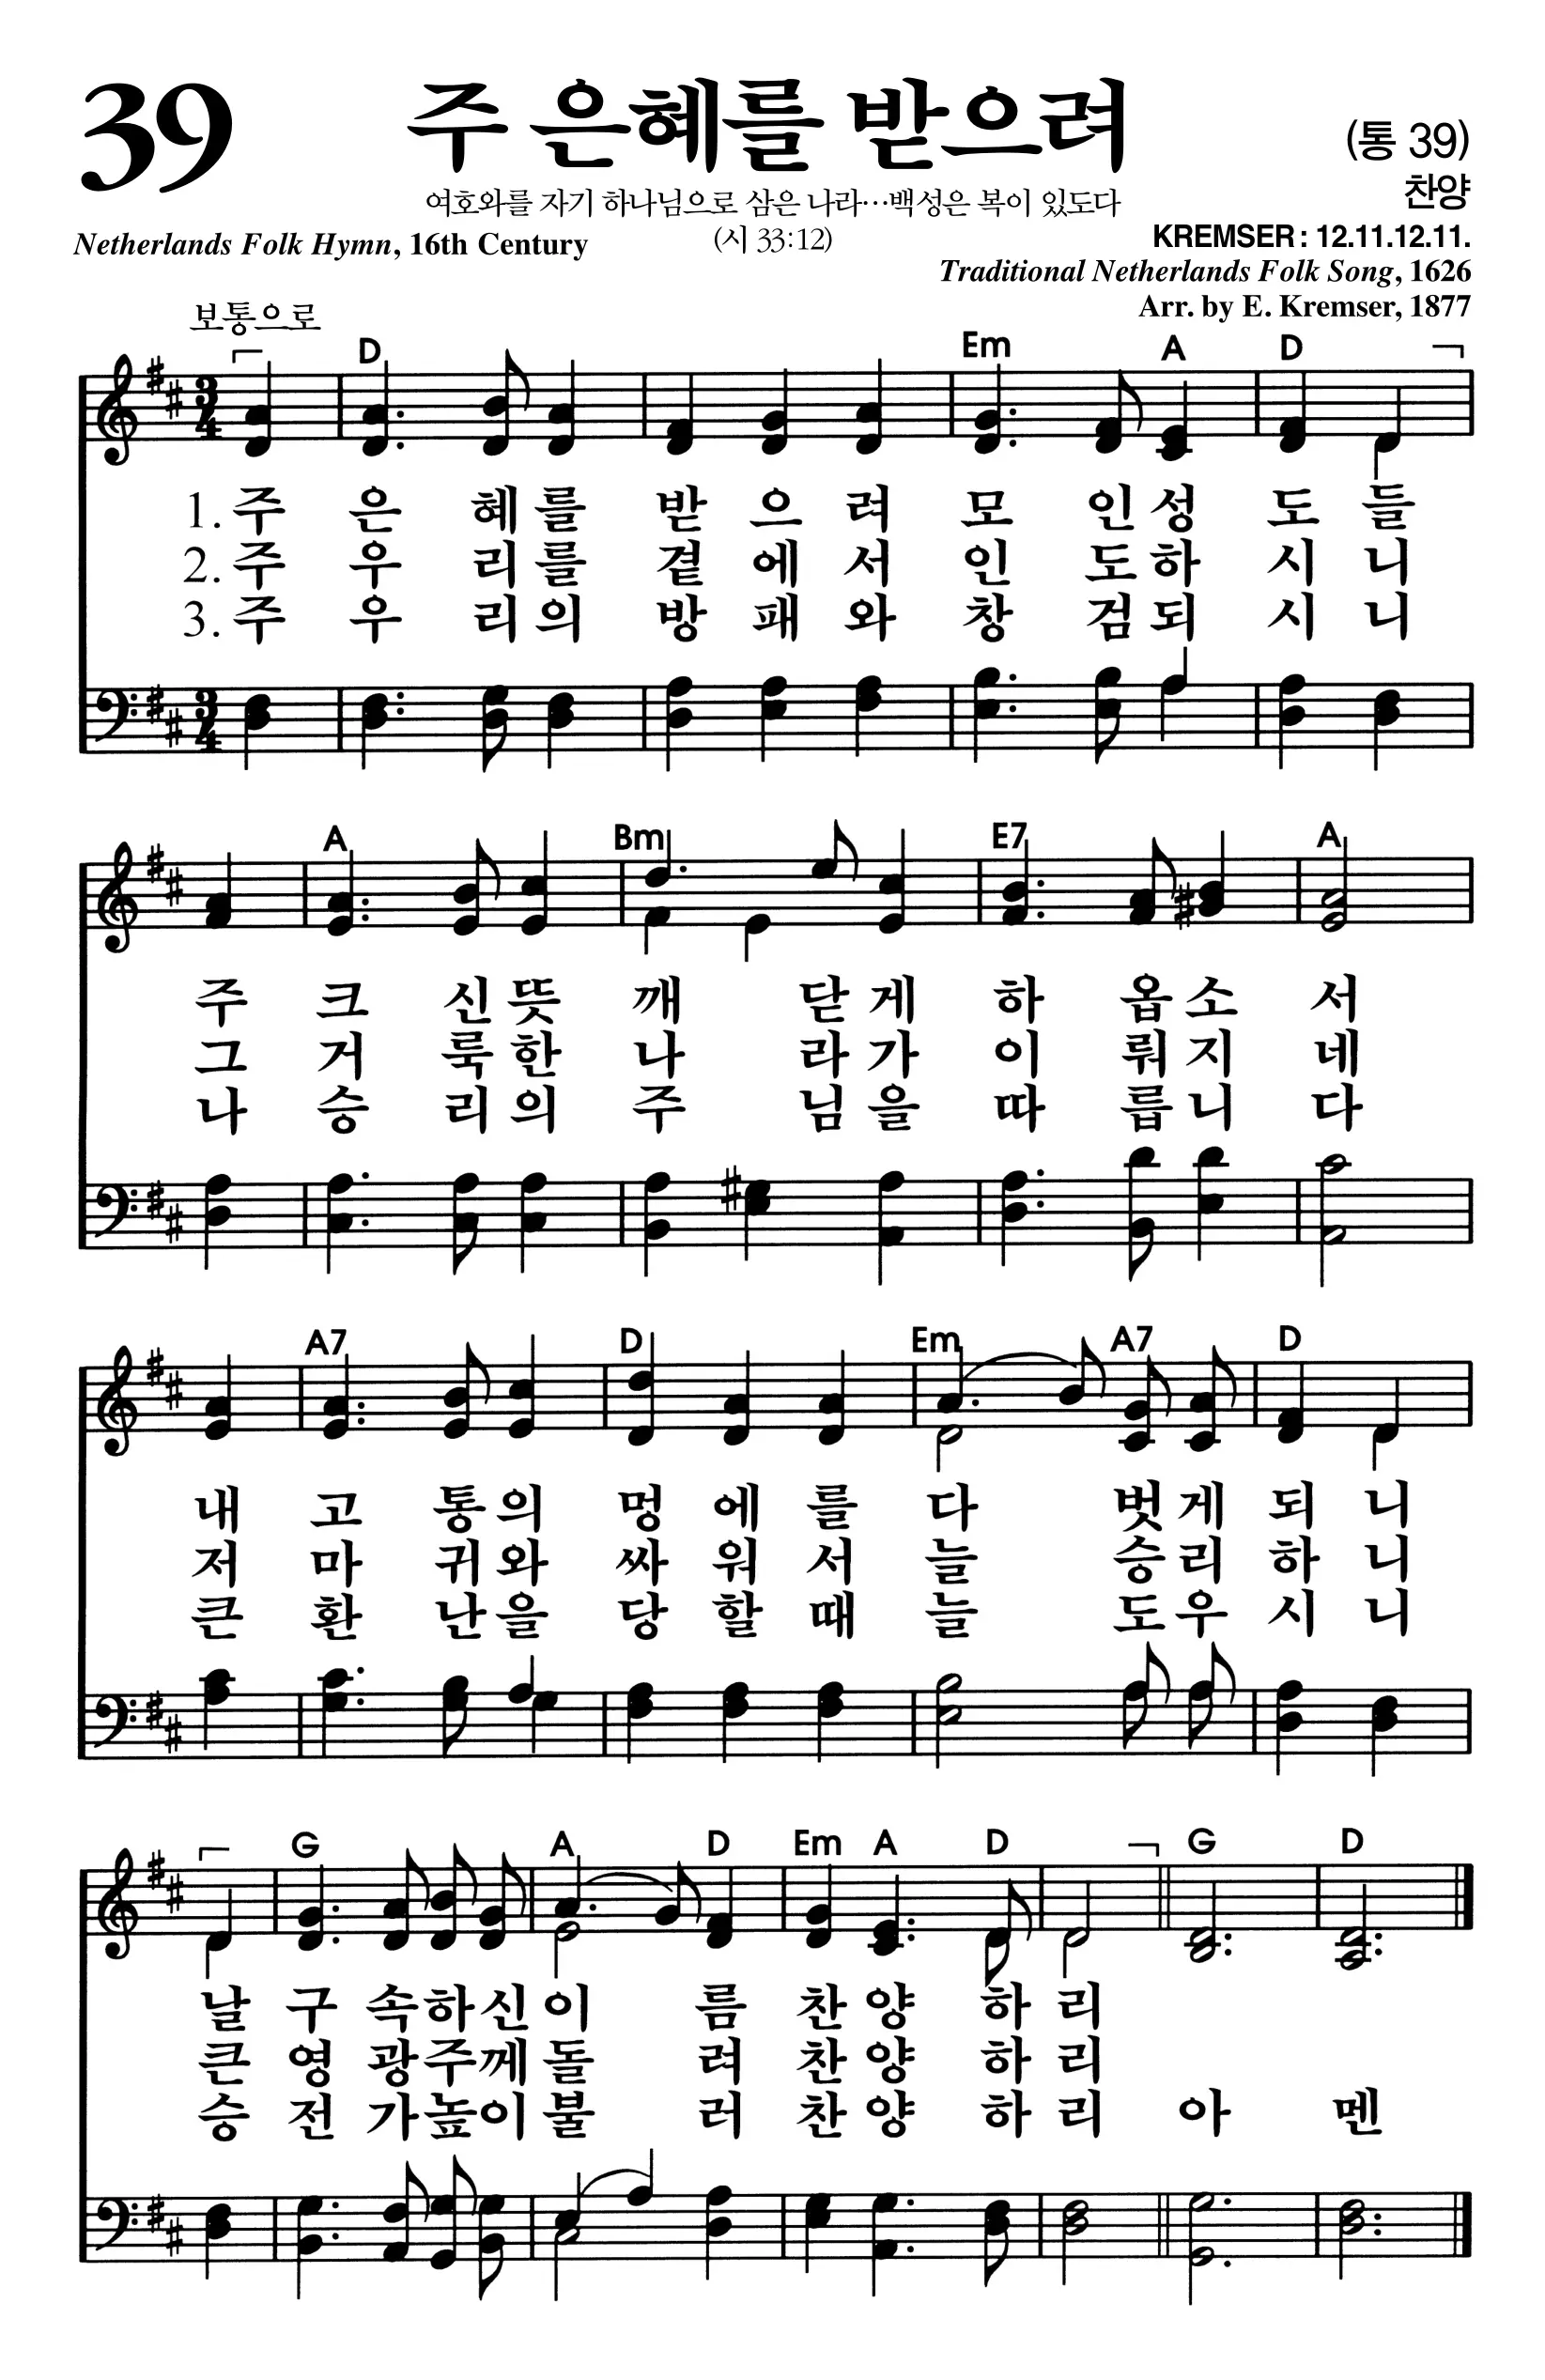 39
주 은혜를 받으려
(통 39)
찬양
여호와를 자기 하나님으로 삼은 나라…백성은 복이 있도다
(시 33:12)
Netherlands Folk Hymn, 16th Century
KREMSER : 12.11.12.11.
Traditional Netherlands Folk Song, 1626
Arr. by E. Kremser, 1877
보통으로
D Em A D
3 4
1. 주 은 혜 를 받 으 려 모 인 성 도 들
2. 주 우 리 를 곁 에 서 인 도 하 시 니
3. 주 우 리 의 방 패 와 창 검 되 시 니
3 4
A Bm E7 A
주 크 신 뜻 깨 닫 게 하 옵 소 서
그 거 룩 한 나 라 가 이 뤄 지 네
나 승 리 의 주 님 을 따 릅 니 다
A7 D Em A7 D
내 고 통 의 멍 에 를 다 벗 게 되 니
저 마 귀 와 싸 워 서 늘 승 리 하 니
큰 환 난 을 당 할 때 늘 도 우 시 니
G A D Em A D G D
날 구 속 하 신 이 름 찬 양 하 리
큰 영 광 주 께 돌 려 찬 양 하 리
승 전 가 높 이 불 러 찬 양 하 리 아 멘